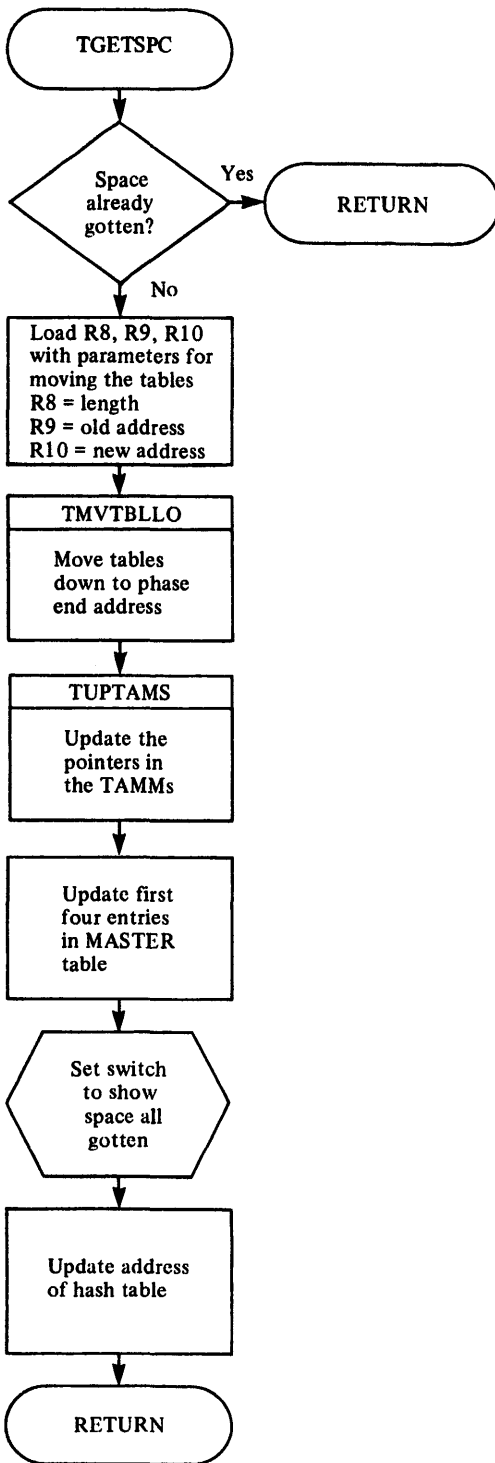 TGETSPC
Space
already
gotten?
Yes
RETURN
No
Load R8, R9, R10
with parameters for
moving the tables
R8 = length
R9 = old address
R10 = new address
TMVTBLLO
Move tables
down to phase
end address
TUPTAMS
Update the
pointers in
the TAMMs
Update first
four entries
in MASTER
table
Set switch
to show
space all
gotten
Update address
of hash table
RETURN